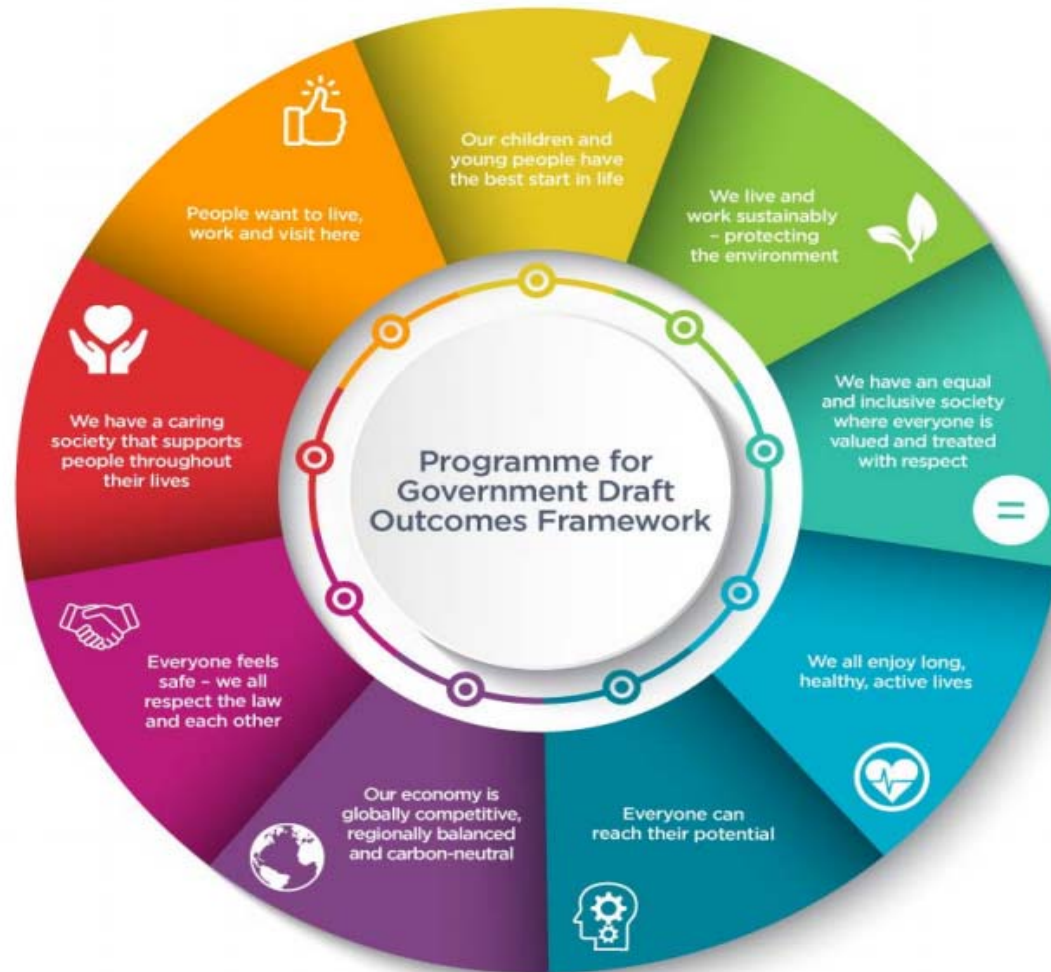 Our children and
young people have
the best start in life
We live and
work sustainably
– protecting
the environment
We have an equal
and inclusive society
where everyone is
valued and treated
with respect
=
We all enjoy long,
healthy, active lives
Everyone can
reach their potential
Our economy is
globally competitive,
regionally balanced
and carbon-neutral
Everyone feels
safe – we all
respect the law
and each other
We have a caring
society that supports
people throughout
their lives
People want to live,
work and visit here
Programme for
Government Draft
Outcomes Framework